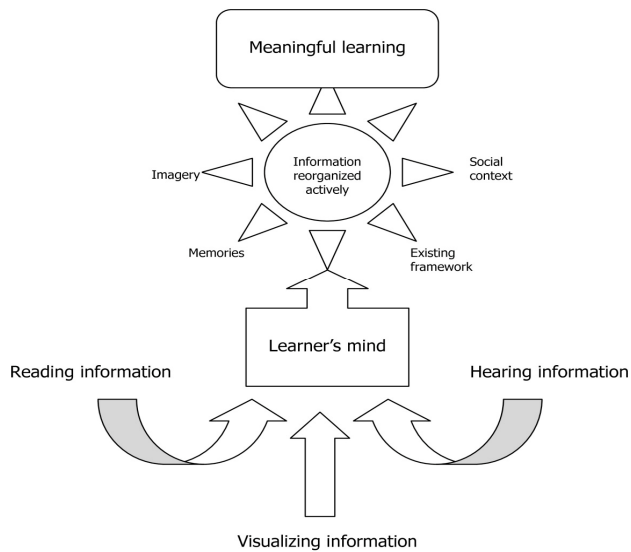 Meaningful learning
Information
reorganized
actively
Imagery
Social
context
Memories
Existing
framework
Learner's mind
Reading information
Hearing information
Visualizing information